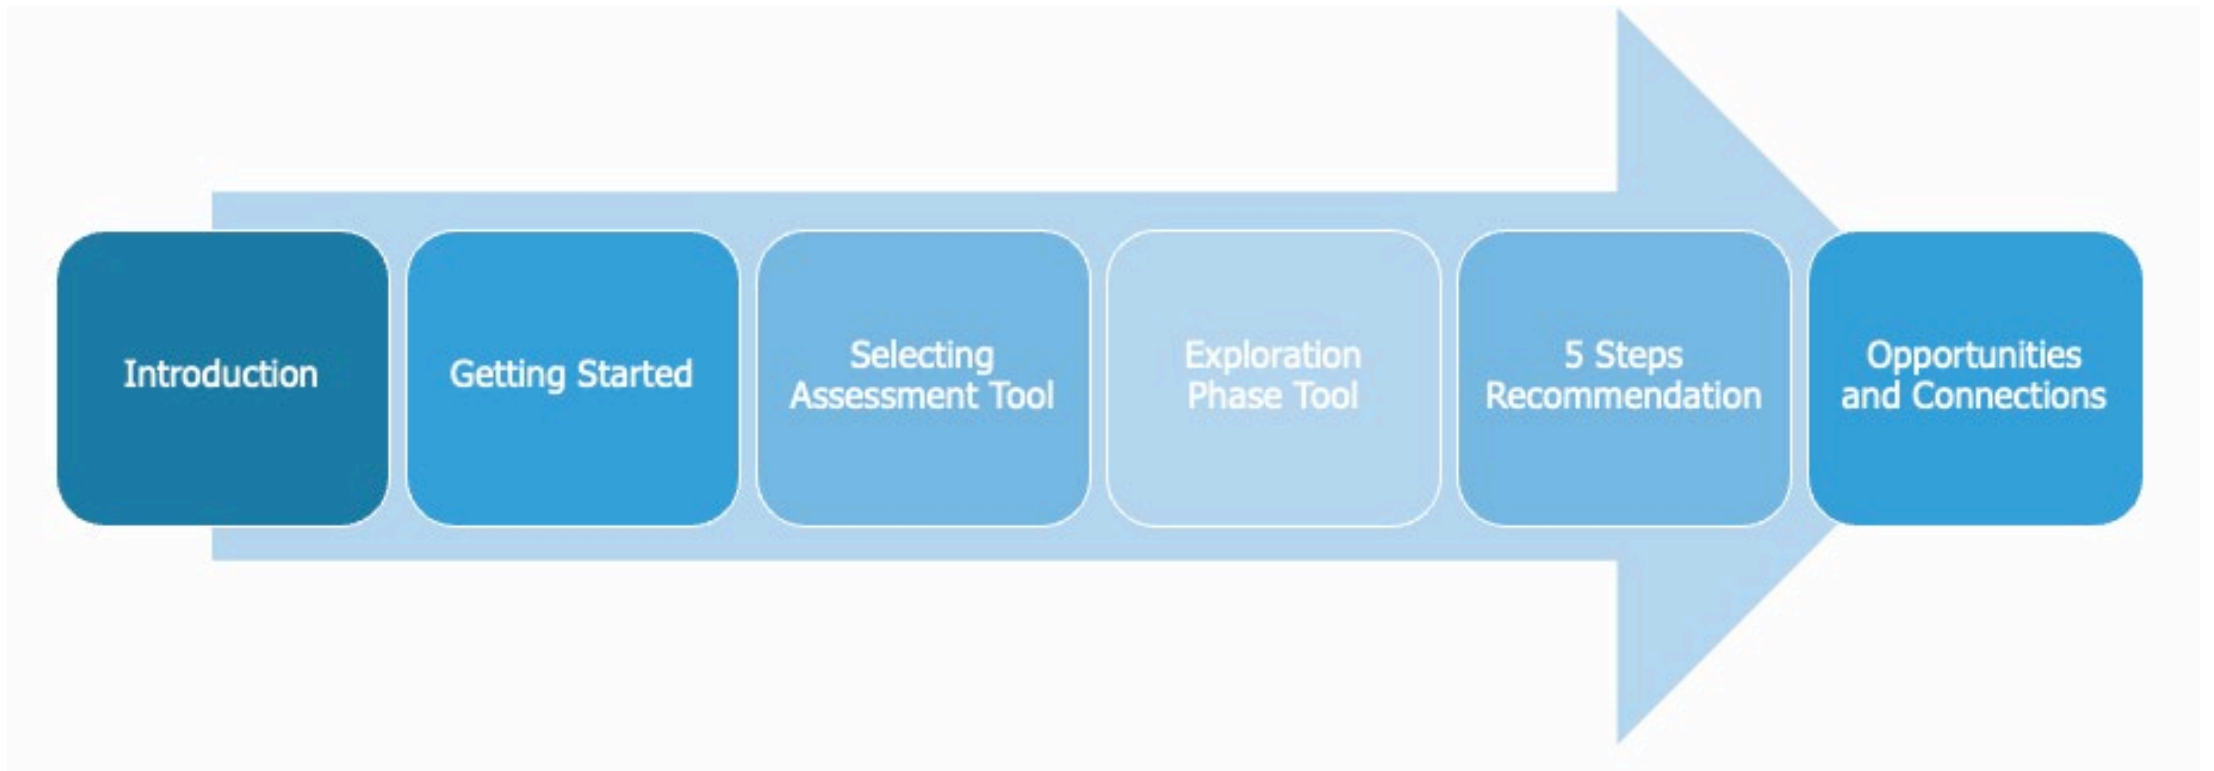 Introduction
Getting Started
Selecting
Assessment Tool
Exploration
Phase Tool
5 Steps
Recommendation
Opportunities
and Connections